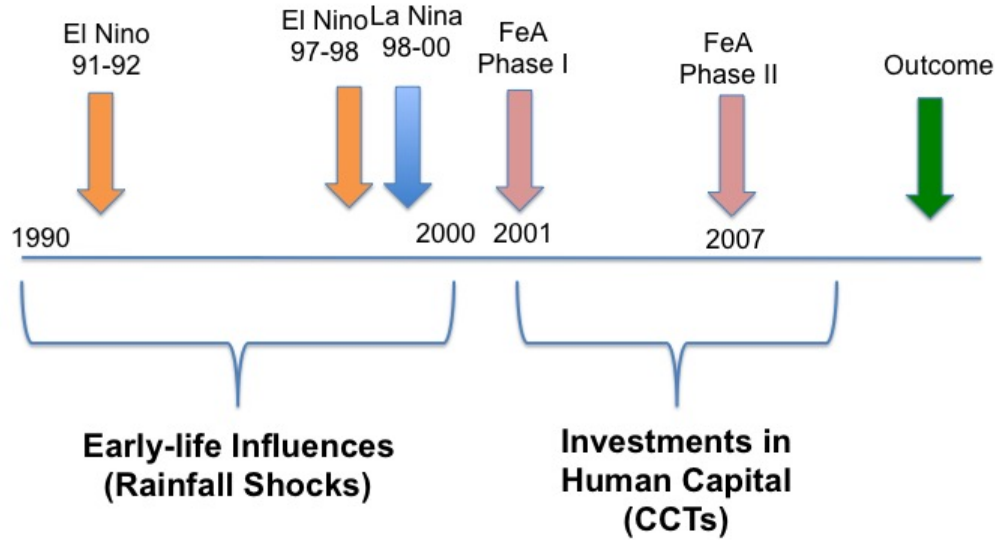 El Nino
91-92
El Nino
97-98
La Nina
98-00
FeA
Phase I
FeA
Phase II
Outcome
1990
2000
2001
2007
Early-life Influences
(Rainfall Shocks)
Investments in
Human Capital
(CCTs)